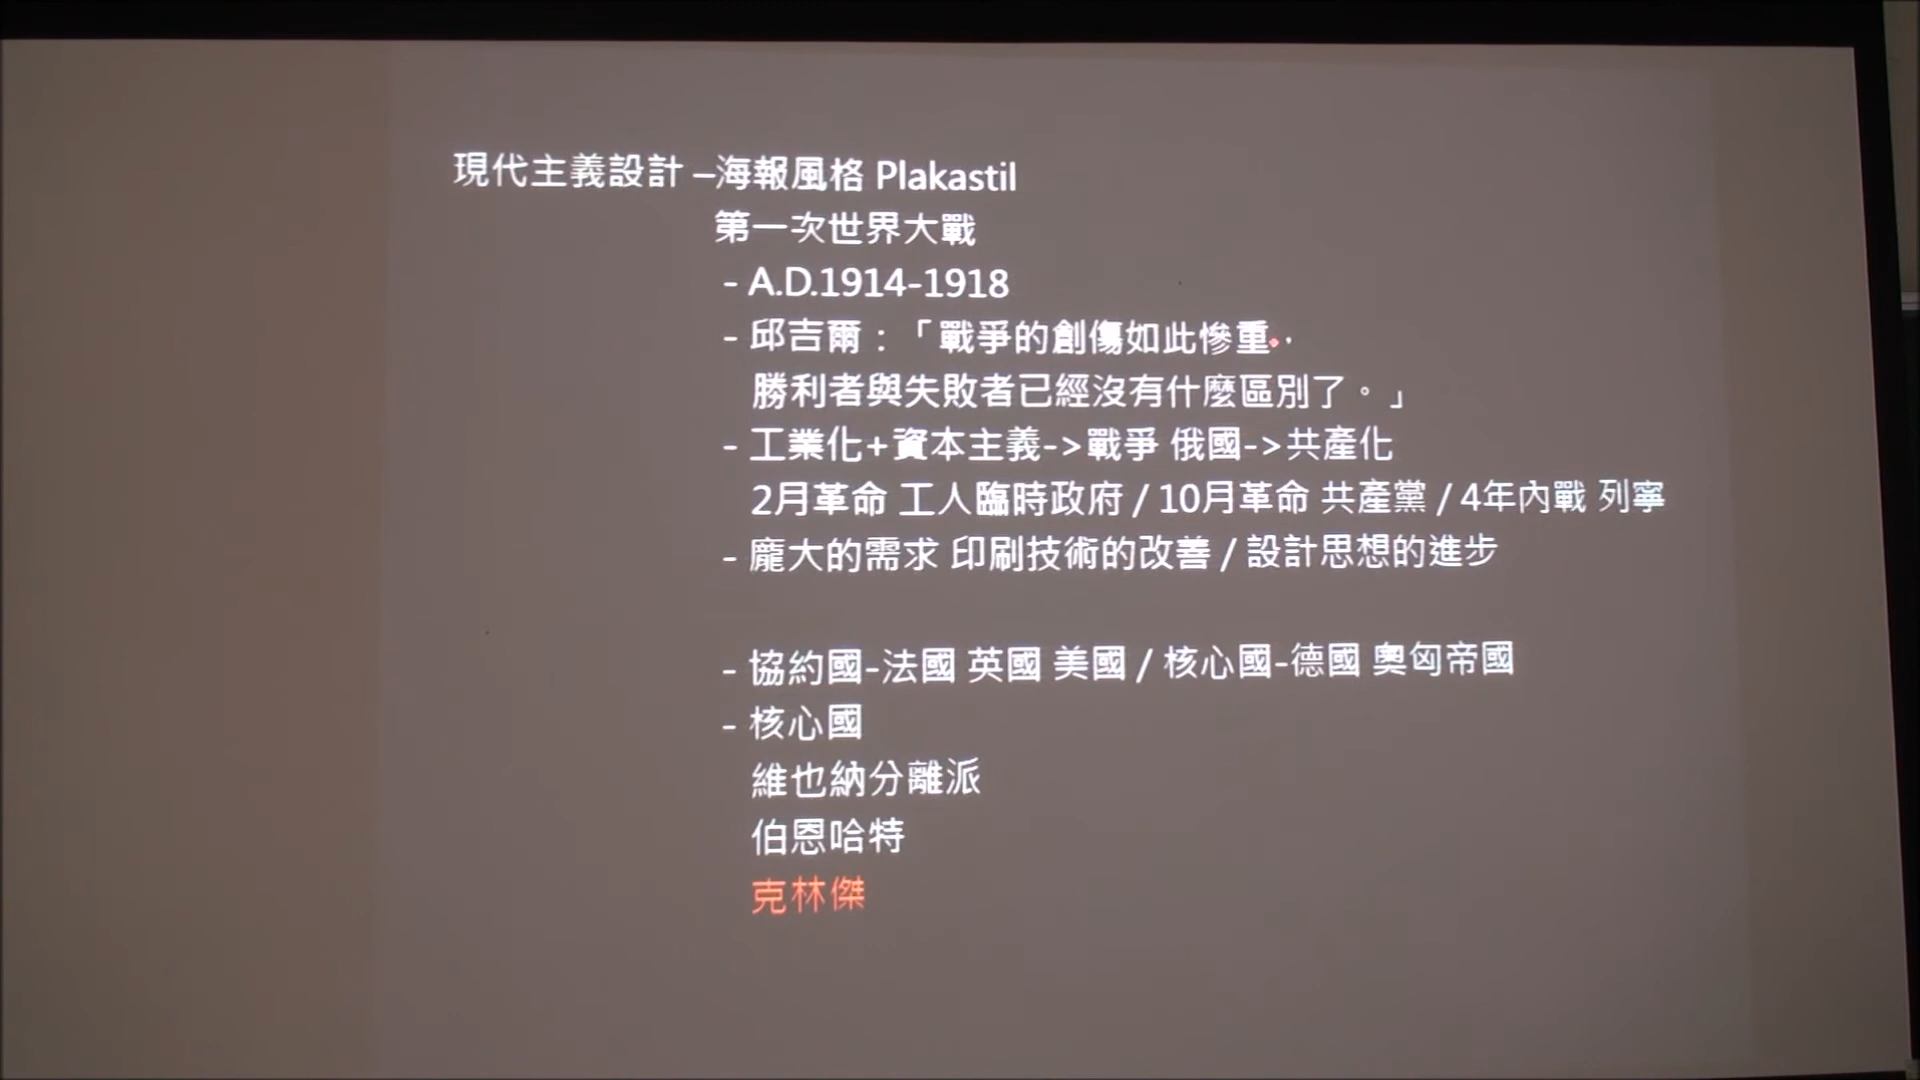 現代主義設計 –海報風格 Plakastil
第一次世界大戰
- A.D.1914-1918
- 邱吉爾：「戰爭的創傷如此慘重‥
勝利者與失敗者已經沒有什麼區別了。」
- 工業化+資本主義->戰爭 俄國->共產化
2月革命 工人臨時政府 / 10月革命 共產黨 / 4年內戰 列寧
- 龐大的需求 印刷技術的改善 / 設計思想的進步
- 協約國-法國 英國 美國 / 核心國-德國 奧匈帝國
- 核心國
維也納分離派
伯恩哈特
克林傑